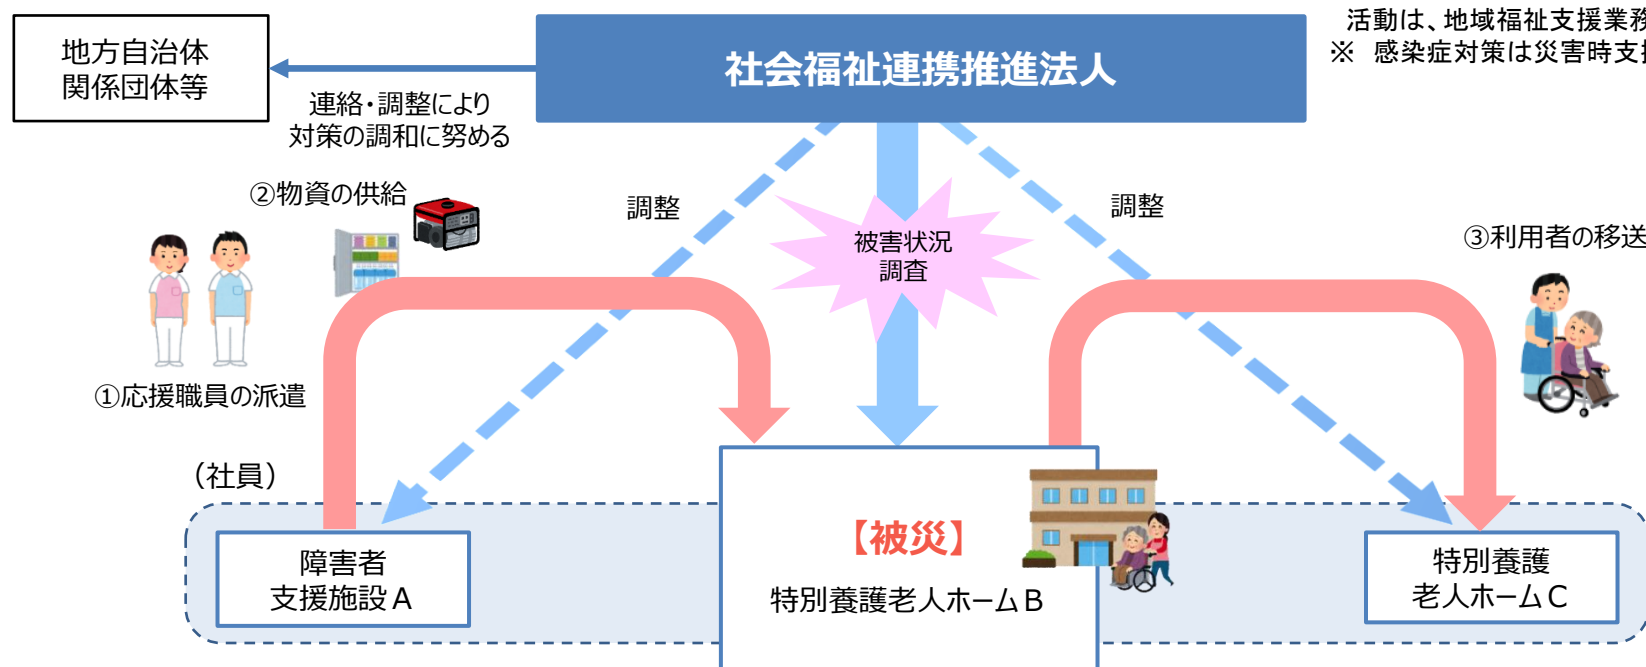 地方自治体
関係団体等
社会福祉連携推進法人
活動は、地域福祉支援業務
※ 感染症対策は災害時支援
連絡・調整により
対策の調和に努める
②物資の供給
調整
調整
被害状況
調査
③利用者の移送
①応援職員の派遣
(社員)
障害者
支援施設A
【被災】
特別養護老人ホームB
特別養護
老人ホームC